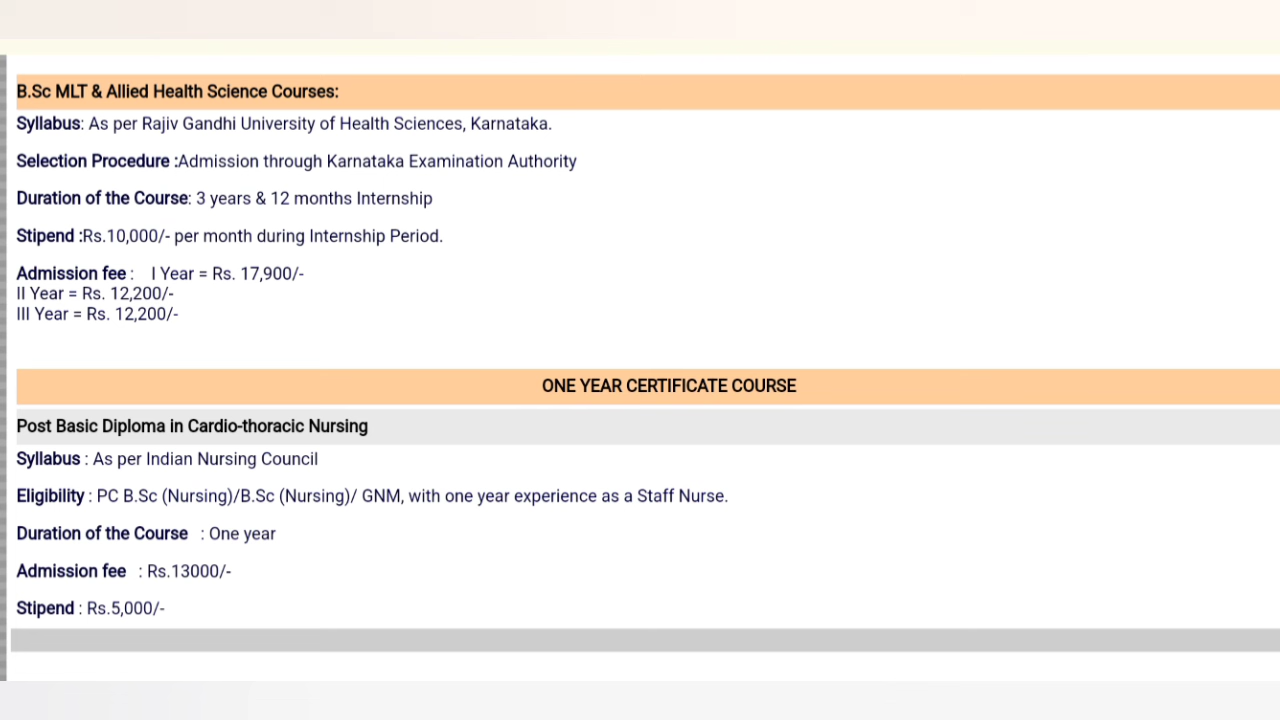 B.Sc MLT & Allied Health Science Courses:
Syllabus: As per Rajiv Gandhi University of Health Sciences, Karnataka.
Selection Procedure :Admission through Karnataka Examination Authority
Duration of the Course: 3 years & 12 months Internship
Stipend :Rs.10,000/- per month during Internship Period.
Admission fee : I Year = Rs. 17,900/-
II Year = Rs. 12,200/-
III Year = Rs. 12,200/-
ONE YEAR CERTIFICATE COURSE
Post Basic Diploma in Cardio-thoracic Nursing
Syllabus : As per Indian Nursing Council
Eligibility : PC B.Sc (Nursing)/B.Sc (Nursing)/ GNM, with one year experience as a Staff Nurse.
Duration of the Course : One year
Admission fee : Rs.13000/-
Stipend : Rs.5,000/-